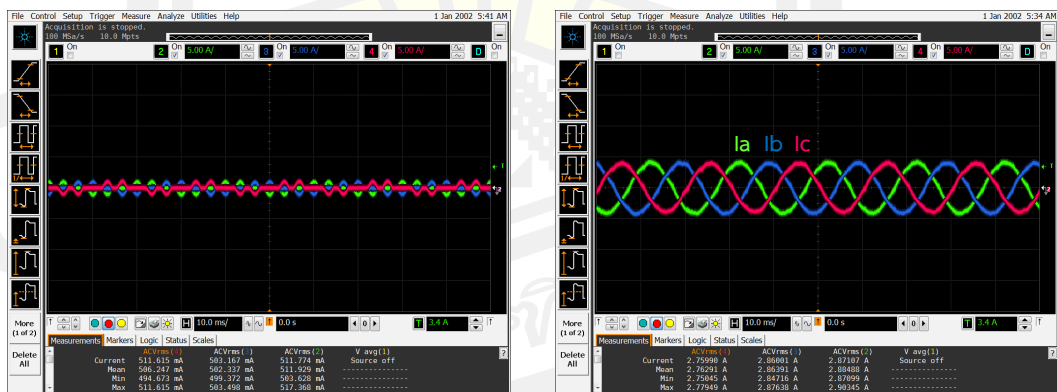 File Control Setup Trigger Measure Analyze Utilities Help 1 Jan 2002 5:41 AM
Acquisition is stopped.
100 MSa/s 10.0 Mpts
1 On 2 On 5.00 A/ 3 On 5.00 A/ 4 On 5.00 A/ D On
T
2
More
(1 of 2)
Delete
All
H 10.0 ms/ T 0.0 s 0 T 3.4 A
Measurements Markers Logic Status Scales
ACVrms(4) ACVrms(3) ACVrms(2) V avg(1)
Current 511.615 mA 503.167 mA 511.774 mA Source off
Mean 506.247 mA 502.337 mA 511.929 mA --------------
Min 494.673 mA 499.372 mA 503.628 mA --------------
Max 511.615 mA 503.498 mA 517.360 mA --------------
?
File Control Setup Trigger Measure Analyze Utilities Help 1 Jan 2002 5:34 AM
Acquisition is stopped.
100 MSa/s 10.0 Mpts
1 On 2 On 5.00 A/ 3 On 5.00 A/ 4 On 5.00 A/ D On
Ia Ib Ic
T
2
More
(1 of 2)
Delete
All
H 10.0 ms/ T 0.0 s 0 T 3.4 A
Measurements Markers Logic Status Scales
ACVrms(4) ACVrms(3) ACVrms(2) V avg(1)
Current 2.75990 A 2.86001 A 2.87107 A Source off
Mean 2.76291 A 2.86391 A 2.88488 A --------------
Min 2.75045 A 2.84716 A 2.87099 A --------------
Max 2.77949 A 2.87638 A 2.90345 A --------------
?